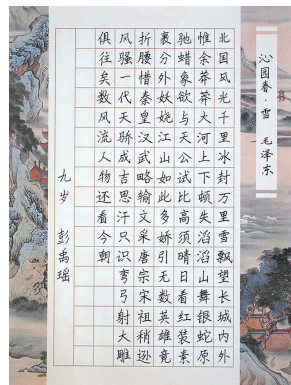 沁园春·雪 毛泽东
北国风光千里冰封万里雪飘望长城内外
惟余莽莽大河上下顿失滔滔山舞银蛇原
驰蜡象欲与天公试比高须晴日看红装素
裹分外妖娆江山如此多娇引无数英雄竞
折腰惜秦皇汉武略输文采唐宗宋祖稍逊
风骚一代天骄成吉思汗只识弯弓射大雕
俱往矣数风流人物还看今朝
九岁 彭禹瑶